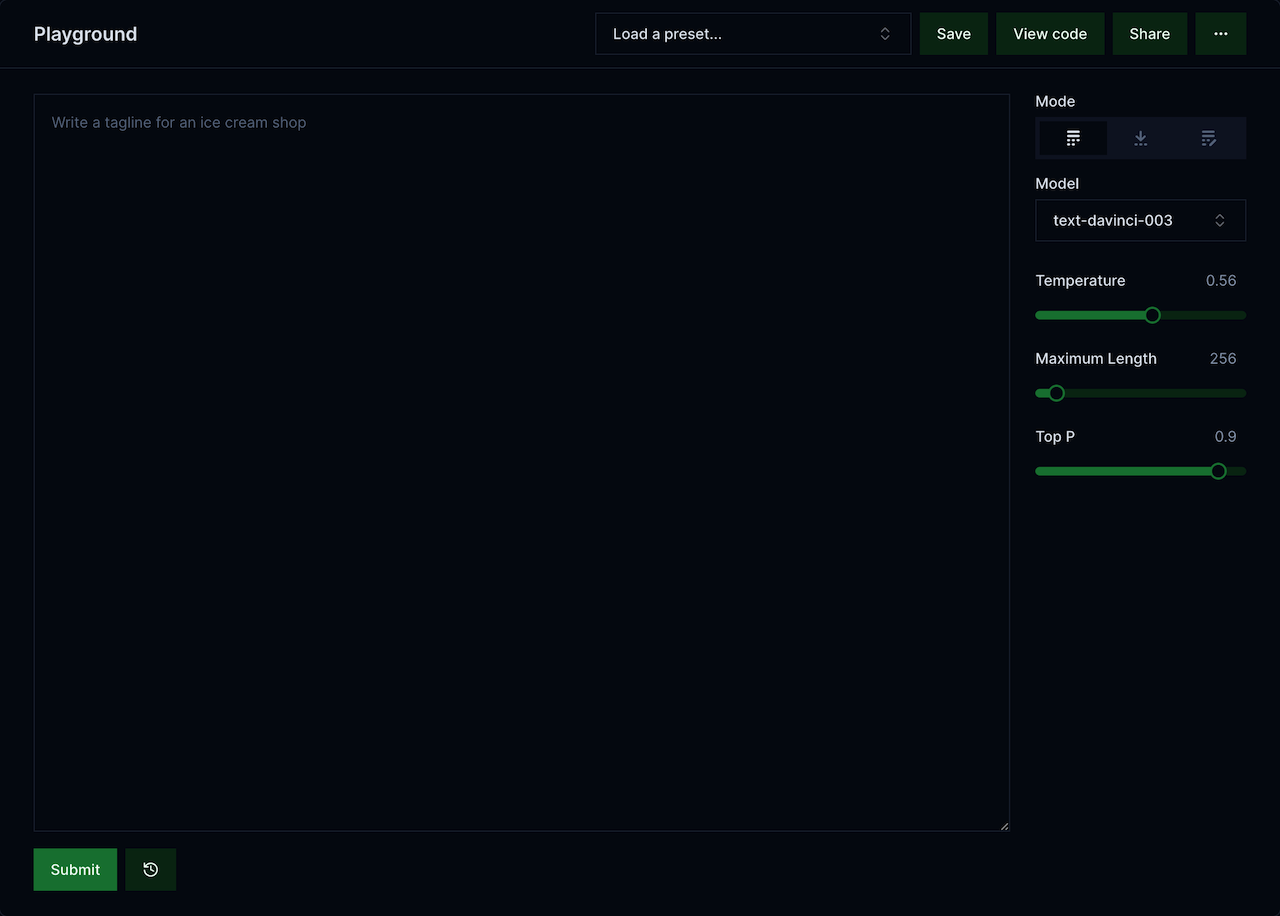 Playground
Load a preset...
Save
View code
Share
Write a tagline for an ice cream shop
Mode
Model
text-davinci-003
Temperature 0.56
Maximum Length 256
Top P 0.9
Submit